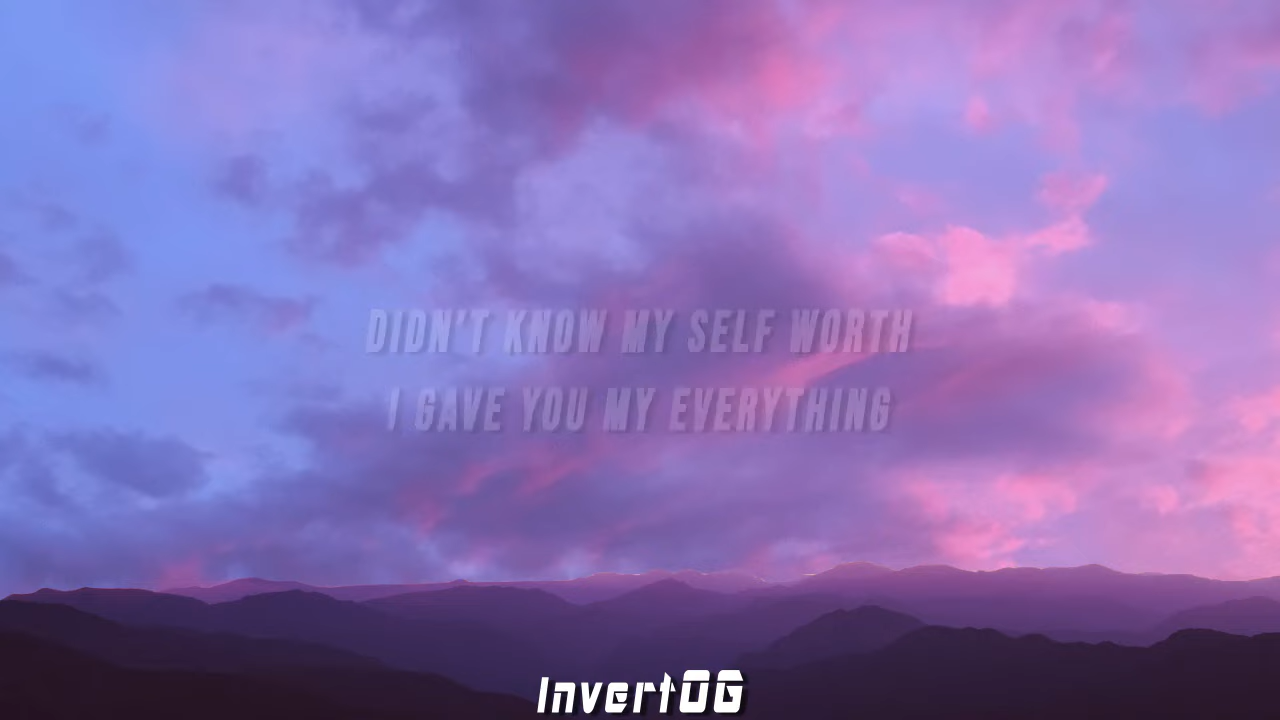 DIDN'T KNOW MY SELF WORTH
I GAVE YOU MY EVERYTHING
InvertOG